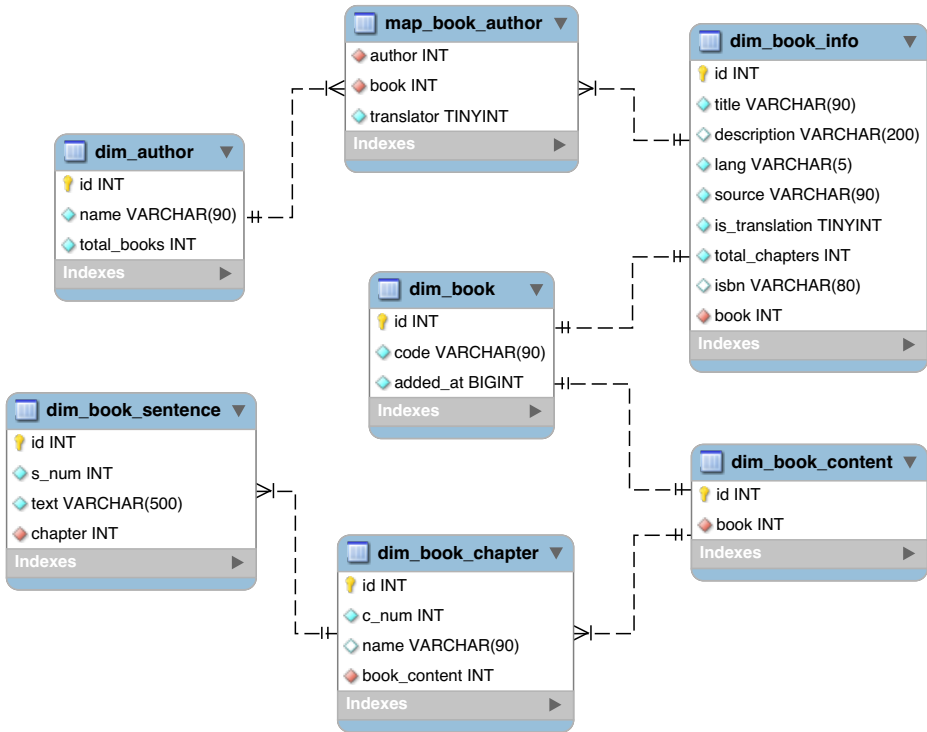 map_book_author
author INT
book INT
translator TINYINT
Indexes
dim_book_info
id INT
title VARCHAR(90)
description VARCHAR(200)
lang VARCHAR(5)
source VARCHAR(90)
is_translation TINYINT
total_chapters INT
isbn VARCHAR(80)
book INT
Indexes
dim_author
id INT
name VARCHAR(90)
total_books INT
Indexes
dim_book
id INT
code VARCHAR(90)
added_at BIGINT
Indexes
dim_book_sentence
id INT
s_num INT
text VARCHAR(500)
chapter INT
Indexes
dim_book_content
id INT
book INT
Indexes
dim_book_chapter
id INT
c_num INT
name VARCHAR(90)
book_content INT
Indexes